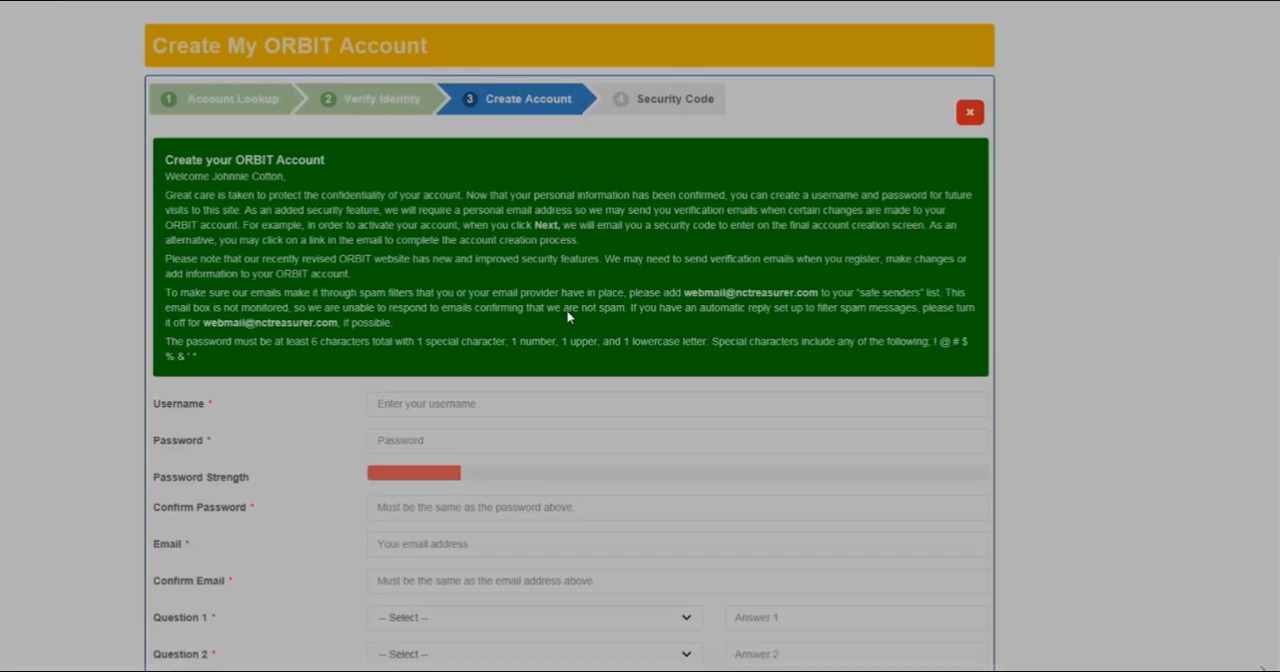 Create My ORBIT Account
1 Account Lookup 2 Verify Identity 3 Create Account 4 Security Code
Create your ORBIT Account
Welcome Johnnie Cotton,
Great care is taken to protect the confidentiality of your account. Now that your personal information has been confirmed, you can create a username and password for future
visits to this site. As an added security feature, we will require a personal email address so we may send you verification emails when certain changes are made to your
ORBIT account. For example, in order to activate your account, when you click Next, we will email you a security code to enter on the final account creation screen. As an
alternative, you may click on a link in the email to complete the account creation process.
Please note that our recently revised ORBIT website has new and improved security features. We may need to send verification emails when you register, make changes or
add information to your ORBIT account.
To make sure our emails make it through spam filters that you or your email provider have in place, please add webmail@nctreasurer.com to your "safe senders" list. This
email box is not monitored, so we are unable to respond to emails confirming that we are not spam. If you have an automatic reply set up to filter spam messages, please turn
it off for webmail@nctreasurer.com, if possible.
The password must be at least 6 characters total with 1 special character, 1 number, 1 upper, and 1 lowercase letter. Special characters include any of the following; ! @ # $
% & ' *
Username * Enter your username
Password * Password
Password Strength
Confirm Password * Must be the same as the password above.
Email * Your email address
Confirm Email * Must be the same as the email address above.
Question 1 * -- Select -- Answer 1
Question 2 * -- Select -- Answer 2